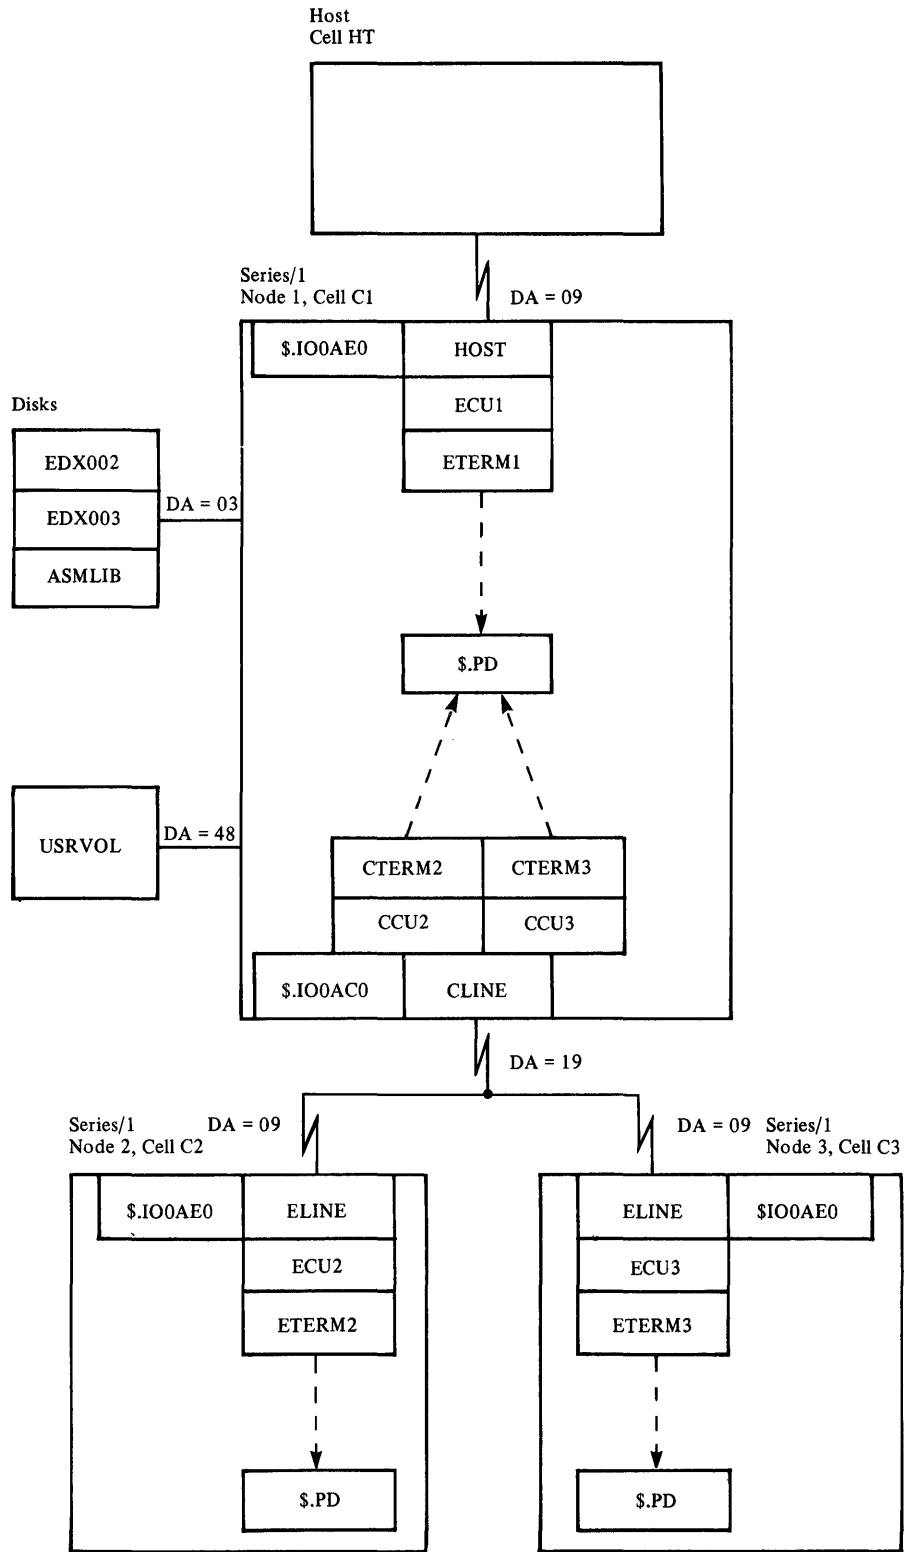 Host
Cell HT
Series/1
Node 1, Cell C1
DA = 09
$.IO0AE0
HOST
ECU1
ETERM1
Disks
EDX002
EDX003
ASMLIB
DA = 03
$.PD
USRVOL
DA = 48
CTERM2
CTERM3
CCU2
CCU3
$.IO0AC0
CLINE
DA = 19
Series/1
Node 2, Cell C2
DA = 09
DA = 09
Series/1
Node 3, Cell C3
$.IO0AE0
ELINE
ECU2
ETERM2
$.PD
ELINE
$IO0AE0
ECU3
ETERM3
$.PD